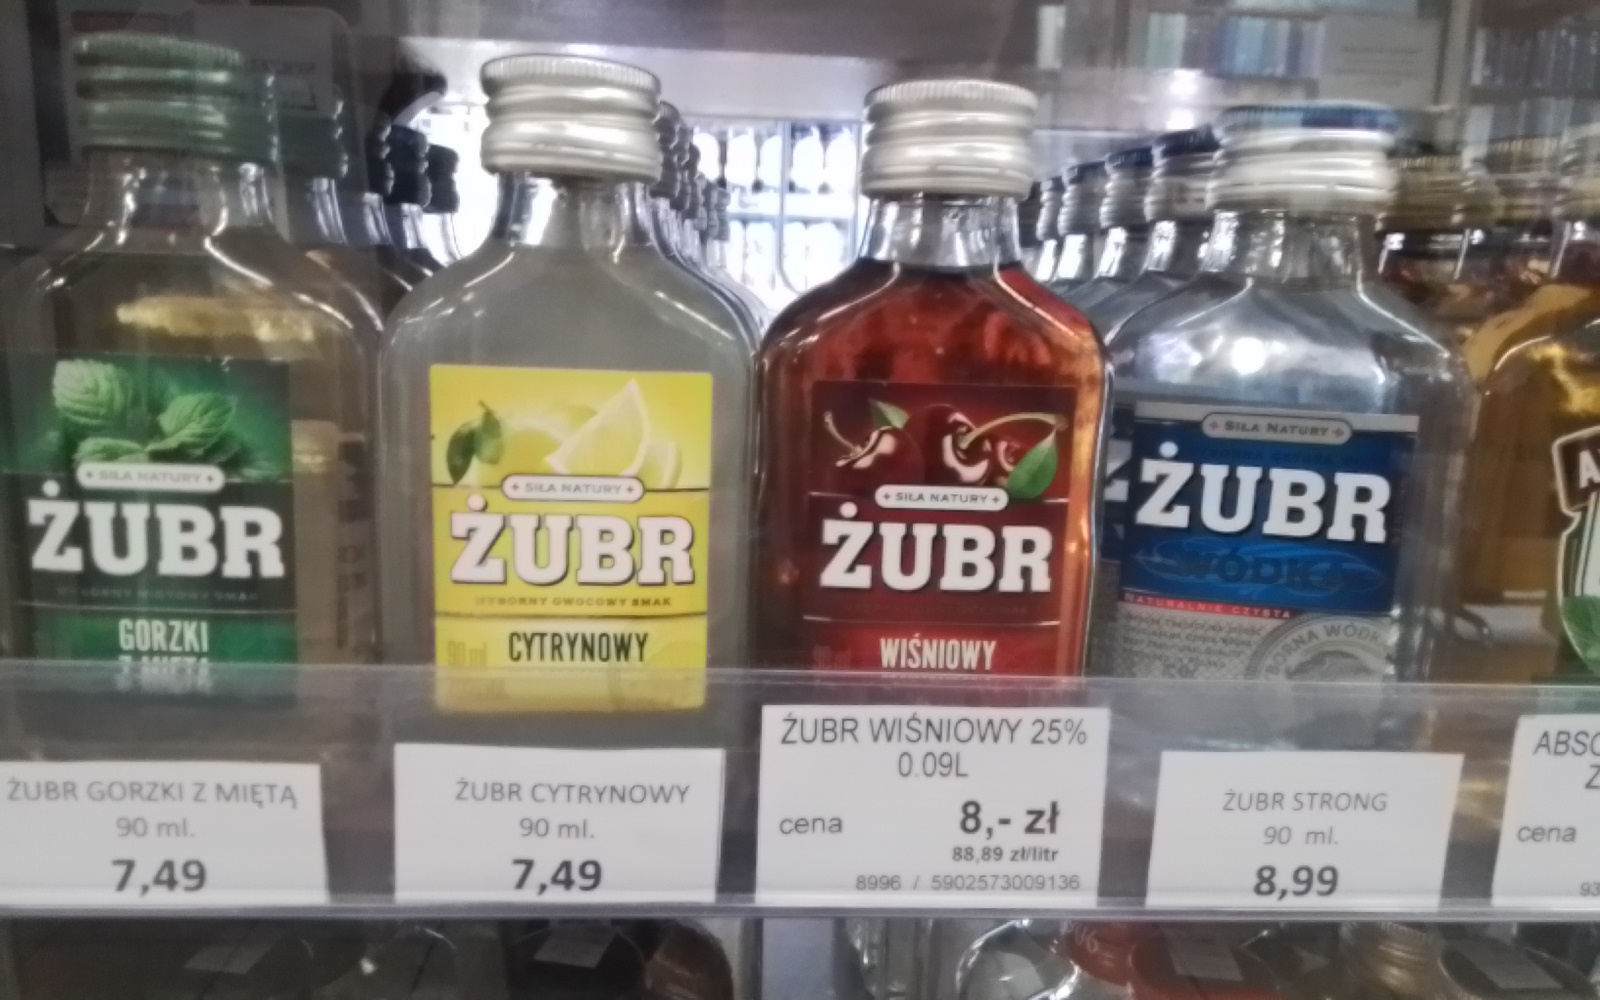 SIŁA NATURY
ŻUBR
GORZKI
Z MIĘTĄ
SIŁA NATURY
ŻUBR
WYBORNY OWOCOWY SMAK
90 ml
CYTRYNOWY
SIŁA NATURY
ŻUBR
WIŚNIOWY
SIŁA NATURY
ŻUBR
WÓDKA
NATURALNIE CZYSTA
ŻUBR GORZKI Z MIĘTĄ
90 ml.
7,49
ŻUBR CYTRYNOWY
90 ml.
7,49
ŻUBR WIŚNIOWY 25%
0.09L
cena 8,- zł
88,89 zł/litr
8996 / 5902573009136
ŻUBR STRONG
90 ml.
8,99
ABSO
Z
cena
93